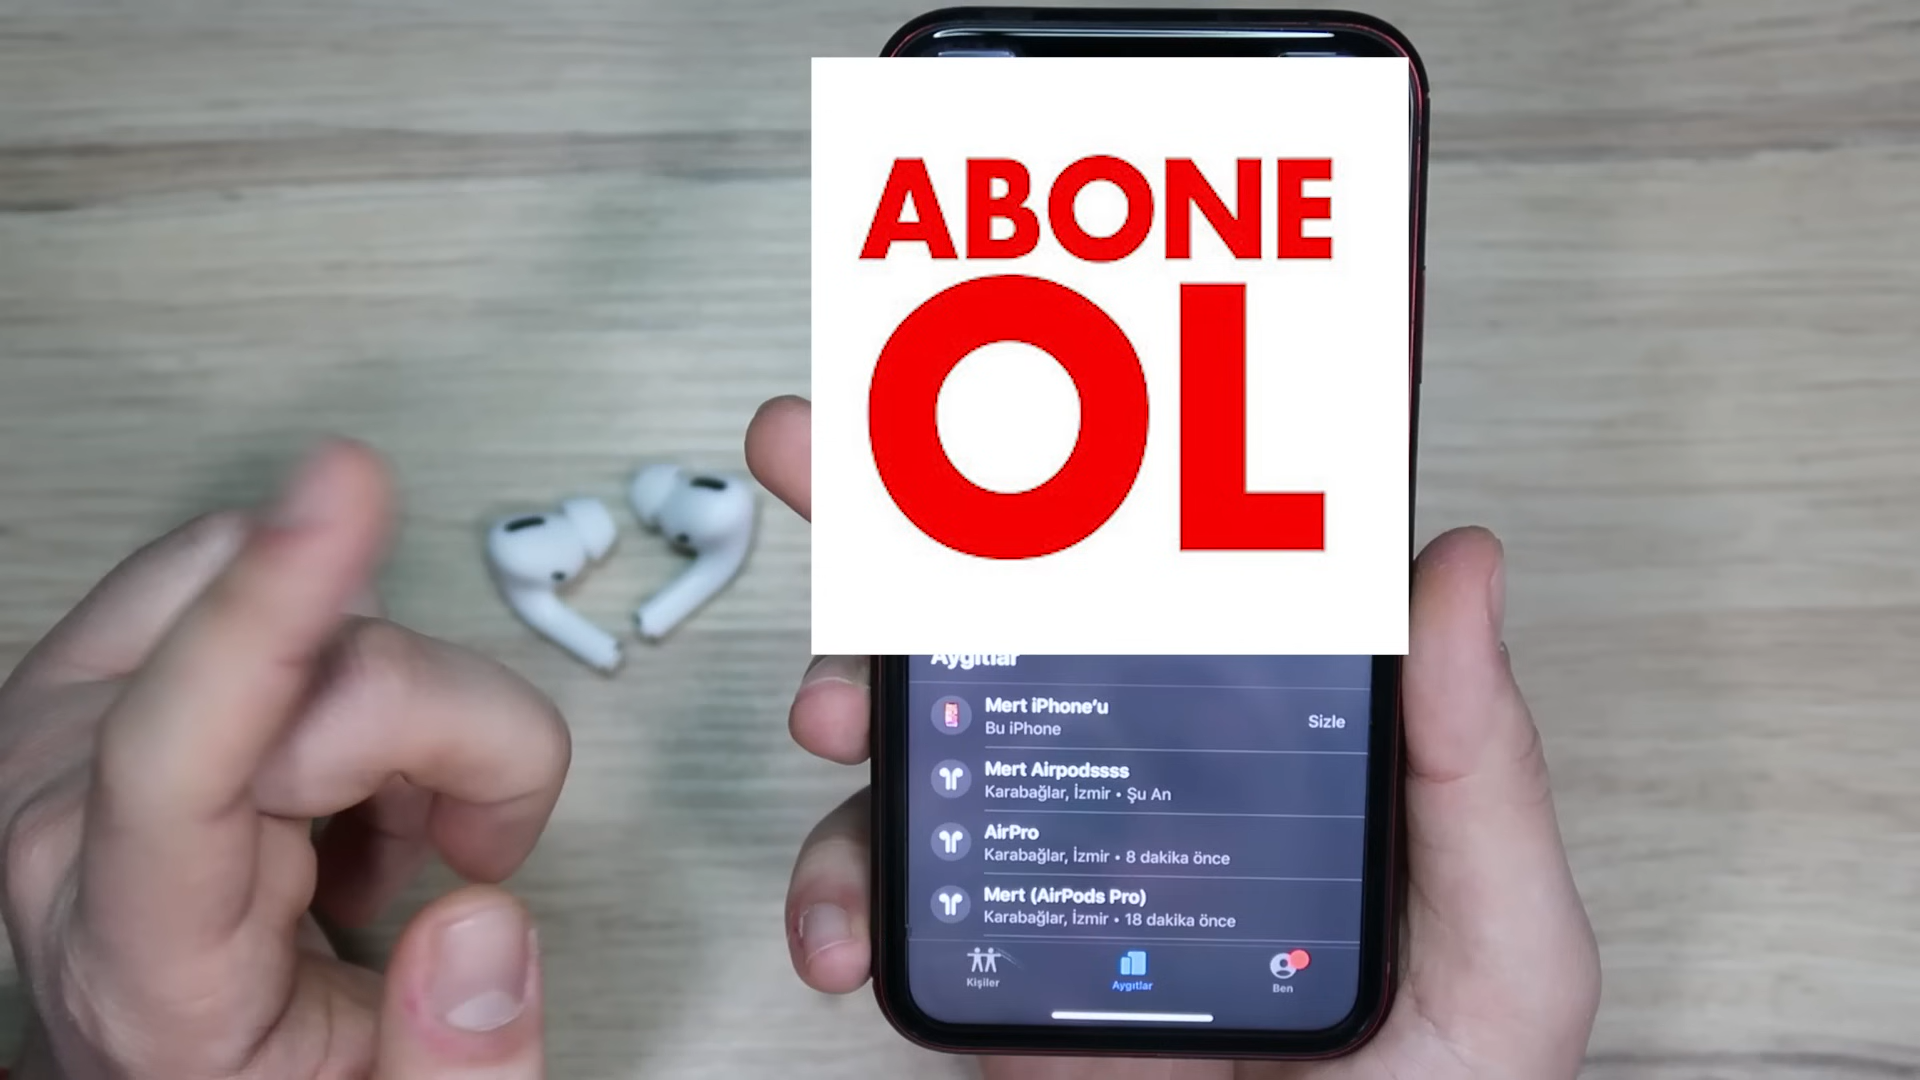 ABONE
OL
Aygıtlar
Mert iPhone'u
Bu iPhone
Sizle
Mert Airpodssss
Karabağlar, İzmir • Şu An
AirPro
Karabağlar, İzmir • 8 dakika önce
Mert (AirPods Pro)
Karabağlar, İzmir • 18 dakika önce
Kişiler
Aygıtlar
Ben